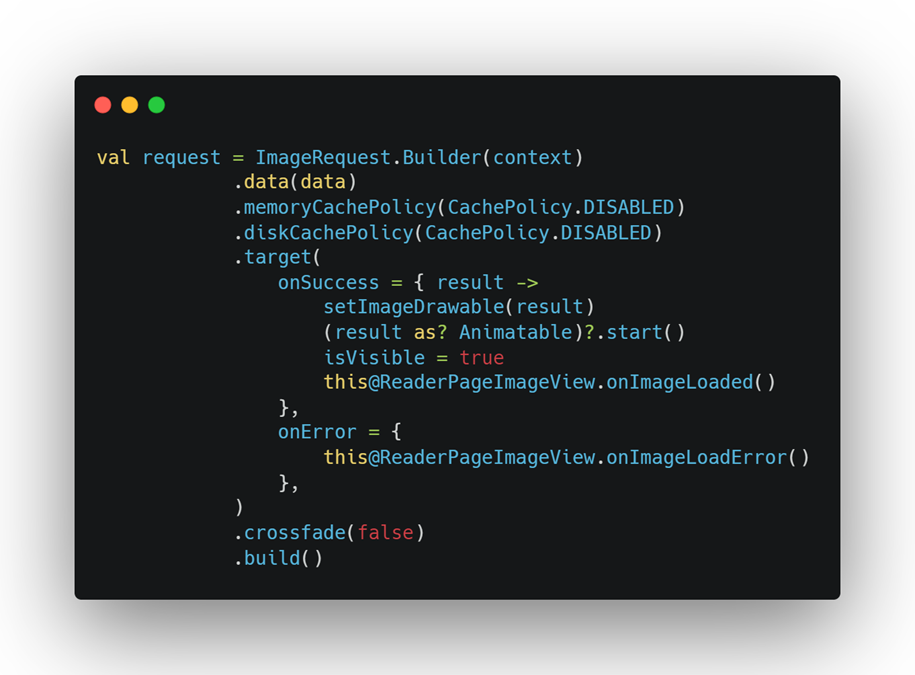 val request = ImageRequest.Builder(context)
            .data(data)
            .memoryCachePolicy(CachePolicy.DISABLED)
            .diskCachePolicy(CachePolicy.DISABLED)
            .target(
                onSuccess = { result ->
                    setImageDrawable(result)
                    (result as? Animatable)?.start()
                    isVisible = true
                    this@ReaderPageImageView.onImageLoaded()
                },
                onError = {
                    this@ReaderPageImageView.onImageLoadError()
                },
            )
            .crossfade(false)
            .build()